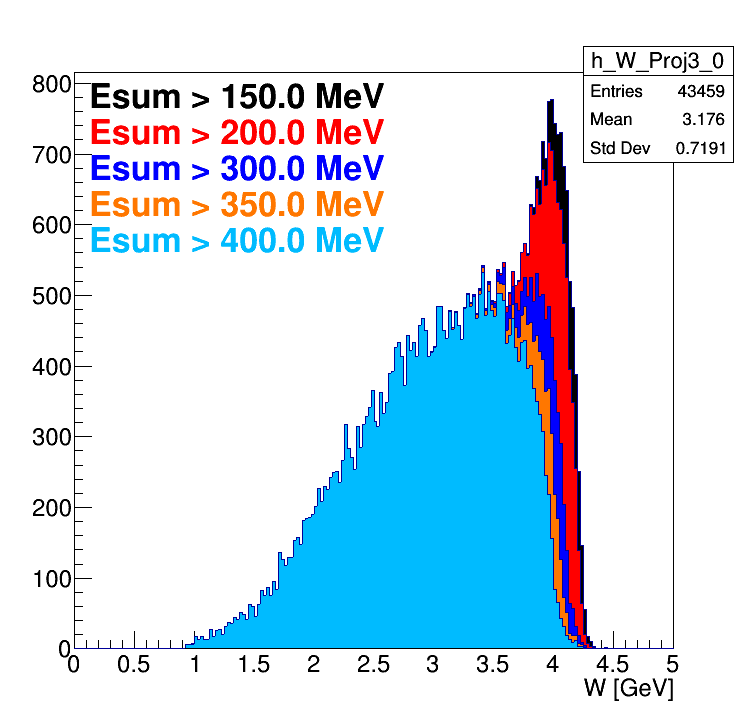 h_W_Proj3_0
Entries 43459
Mean 3.176
Std Dev 0.7191
Esum > 150.0 MeV
Esum > 200.0 MeV
Esum > 300.0 MeV
Esum > 350.0 MeV
Esum > 400.0 MeV
800
700
600
500
400
300
200
100
0
0 0.5 1 1.5 2 2.5 3 3.5 4 4.5 5
W [GeV]